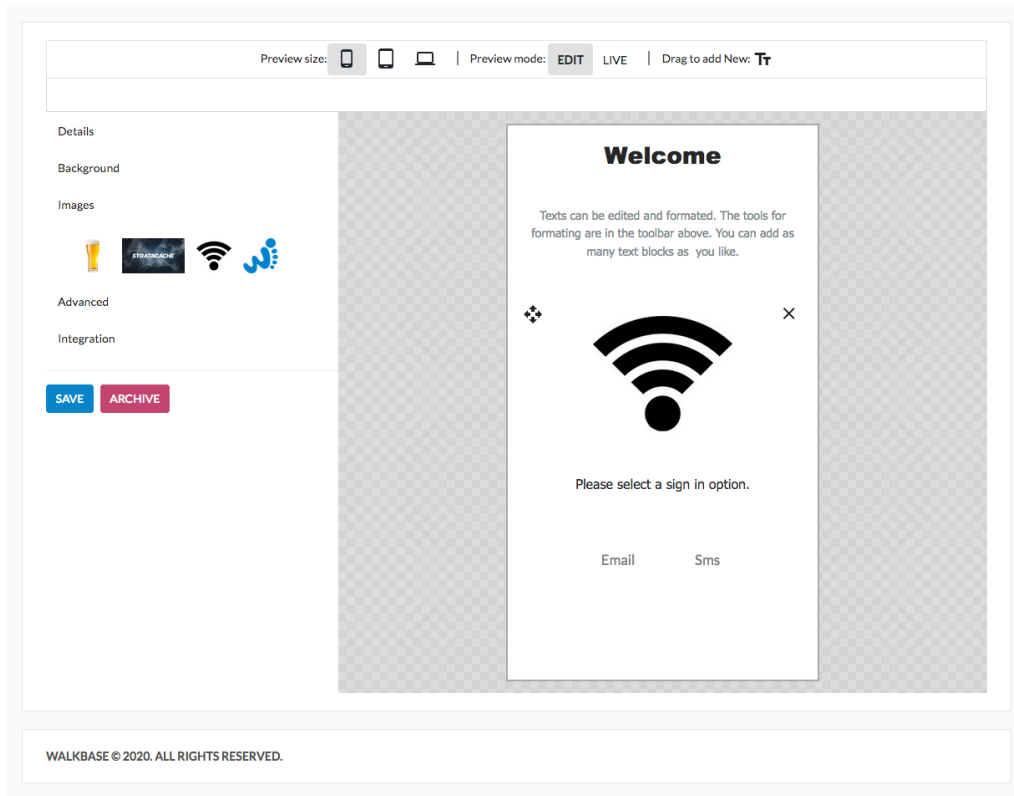 Preview size: | Preview mode: EDIT LIVE | Drag to add New: Tт
Details
Background
Images
STRATACACHE
Advanced
Integration
SAVE ARCHIVE
Welcome
Texts can be edited and formated. The tools for
formating are in the toolbar above. You can add as
many text blocks as you like.
Please select a sign in option.
Email Sms
WALKBASE © 2020. ALL RIGHTS RESERVED.